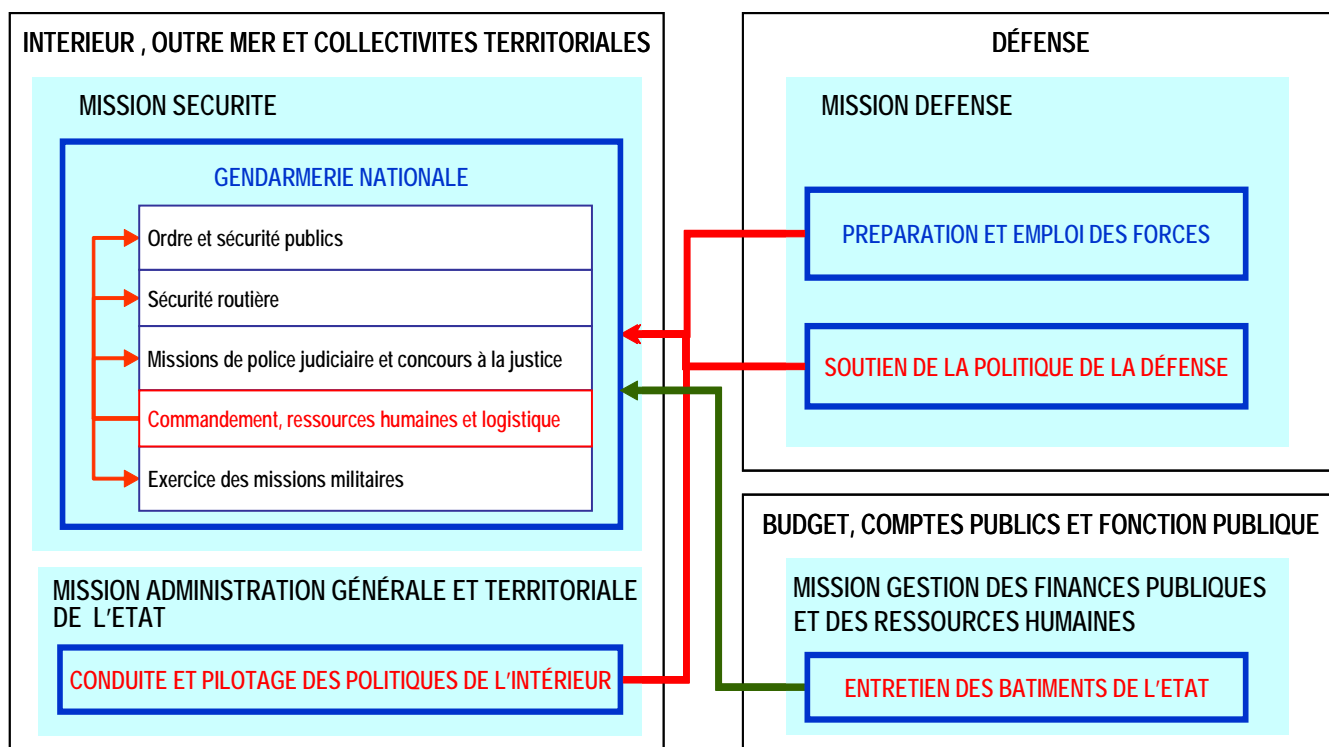 INTERIEUR , OUTRE MER ET COLLECTIVITES TERRITORIALES
MISSION SECURITE
GENDARMERIE NATIONALE
Ordre et sécurité publics
Sécurité routière
Missions de police judiciaire et concours à la justice
Commandement, ressources humaines et logistique
Exercice des missions militaires
MISSION ADMINISTRATION GÉNÉRALE ET TERRITORIALE
DE L'ETAT
CONDUITE ET PILOTAGE DES POLITIQUES DE L'INTÉRIEUR
DÉFENSE
MISSION DEFENSE
PREPARATION ET EMPLOI DES FORCES
SOUTIEN DE LA POLITIQUE DE LA DÉFENSE
BUDGET, COMPTES PUBLICS ET FONCTION PUBLIQUE
MISSION GESTION DES FINANCES PUBLIQUES
ET DES RESSOURCES HUMAINES
ENTRETIEN DES BATIMENTS DE L'ETAT